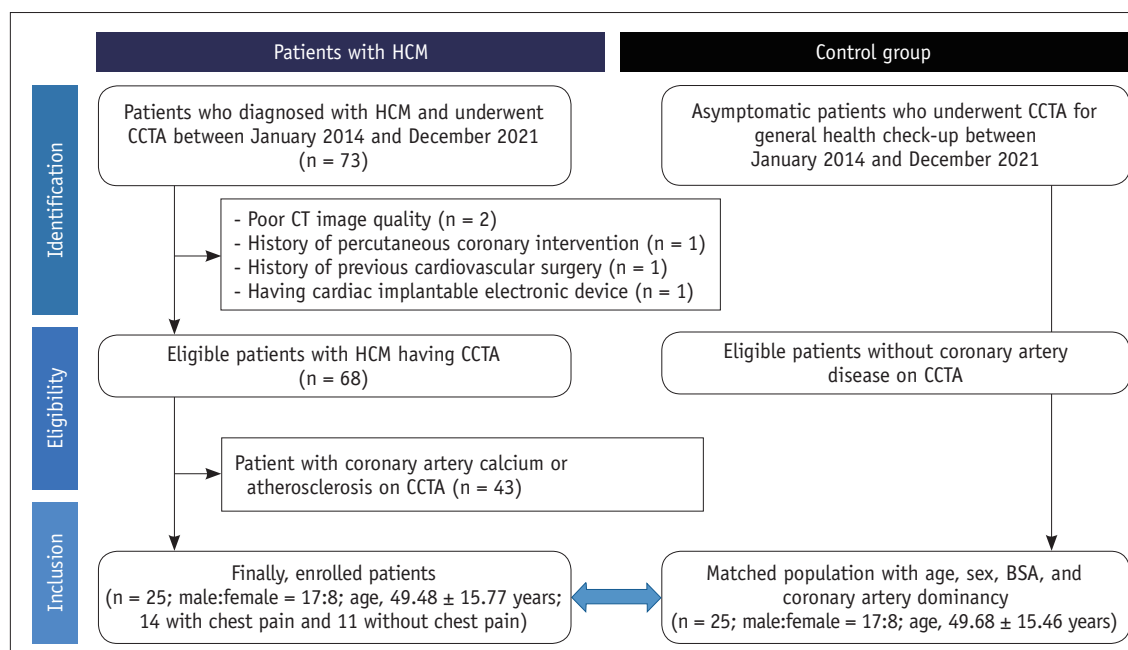 Patients with HCM
Control group
Identification
Patients who diagnosed with HCM and underwent
CCTA between January 2014 and December 2021
(n = 73)
Asymptomatic patients who underwent CCTA for
general health check-up between
January 2014 and December 2021
- Poor CT image quality (n = 2)
- History of percutaneous coronary intervention (n = 1)
- History of previous cardiovascular surgery (n = 1)
- Having cardiac implantable electronic device (n = 1)
Eligibility
Eligible patients with HCM having CCTA
(n = 68)
Eligible patients without coronary artery
disease on CCTA
Patient with coronary artery calcium or
atherosclerosis on CCTA (n = 43)
Inclusion
Finally, enrolled patients
(n = 25; male:female = 17:8; age, 49.48 ± 15.77 years;
14 with chest pain and 11 without chest pain)
Matched population with age, sex, BSA, and
coronary artery dominancy
(n = 25; male:female = 17:8; age, 49.68 ± 15.46 years)